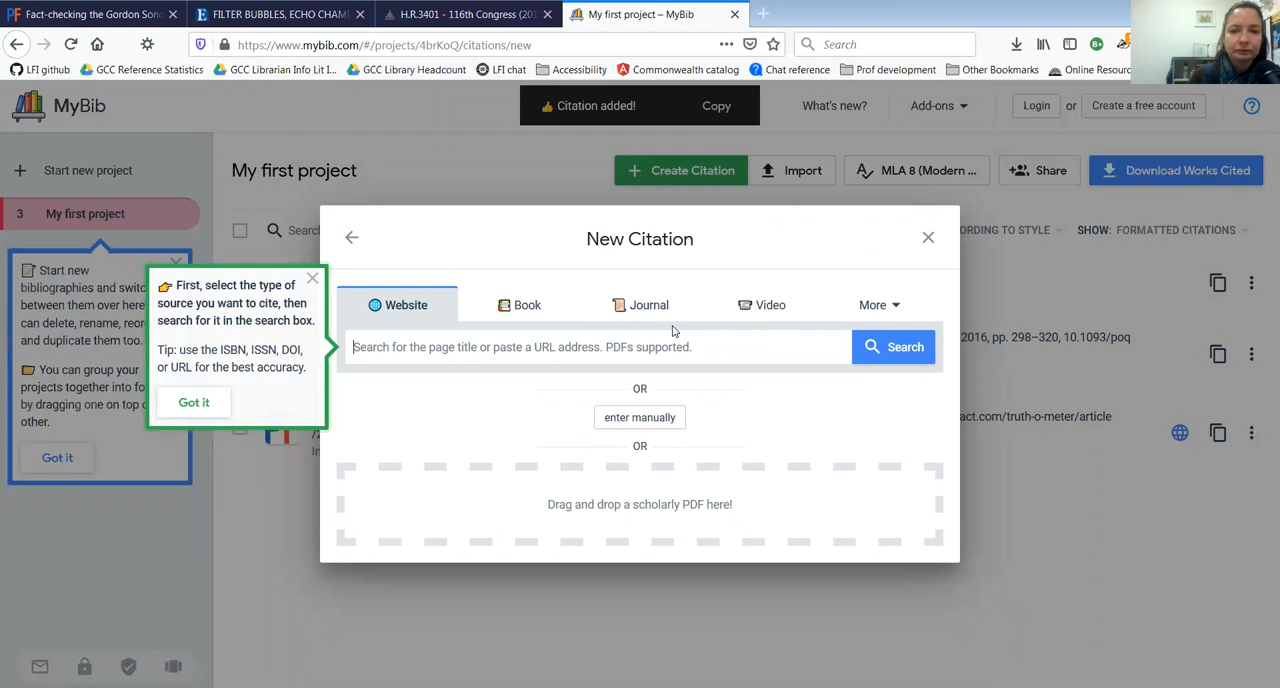 Fact-checking the Gordon Sond
FILTER BUBBLES, ECHO CHAM
H.R.3401 - 116th Congress (20
My first project – MyBib
https://www.mybib.com/#/projects/4brKoQ/citations/new
Search
LFI github
GCC Reference Statistics
GCC Librarian Info Lit I...
GCC Library Headcount
LFI chat
Accessibility
Commonwealth catalog
Chat reference
Prof development
Other Bookmarks
Online Resourc
MyBib
Citation added!
Copy
What's new?
Add-ons
Login
or
Create a free account
Start new project
My first project
Create Citation
Import
MLA 8 (Modern ...
Share
Download Works Cited
3 My first project
Searc
ORDING TO STYLE
SHOW: FORMATTED CITATIONS
New Citation
Start new
bibliographies and switc
between them over here
can delete, rename, reor
and duplicate them too.
You can group your
projects together into fo
by dragging one on top o
other.
Got it
First, select the type of
source you want to cite, then
search for it in the search box.
Tip: use the ISBN, ISSN, DOI,
or URL for the best accuracy.
Got it
Website
Book
Journal
Video
More
Search for the page title or paste a URL address. PDFs supported.
Search
OR
enter manually
OR
Drag and drop a scholarly PDF here!
2016, pp. 298–320, 10.1093/poq
act.com/truth-o-meter/article